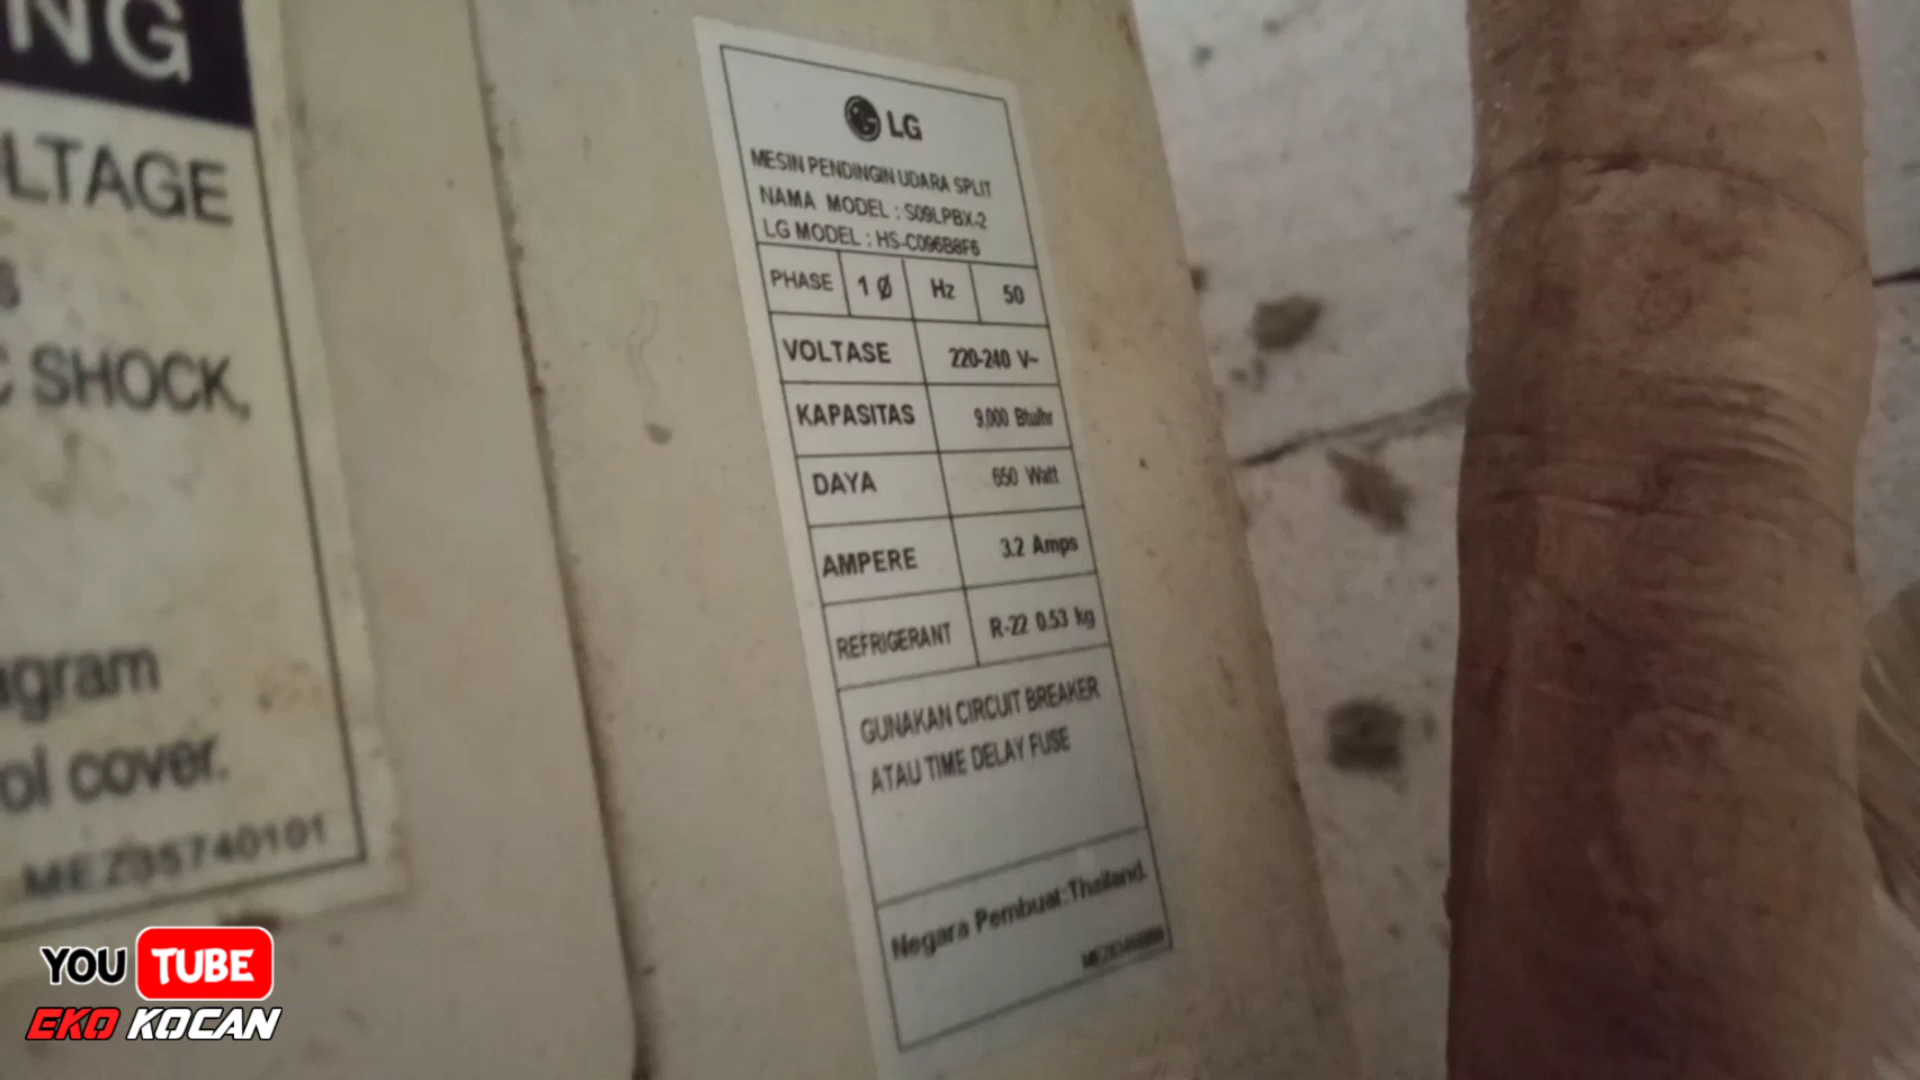 NG
LTAGE
SHOCK,
agram
ol cover.
MEZ35740101
LG
MESIN PENDINGIN UDARA SPLIT
NAMA MODEL : S09LPBX-2
LG MODEL : HS-C096B8F6
PHASE 1 Ø Hz 50
VOLTASE 220-240 V~
KAPASITAS 9,000 Btu/hr
DAYA 650 Watt
AMPERE 3.2 Amps
REFRIGERANT R-22 0.53 kg
GUNAKAN CIRCUIT BREAKER
ATAU TIME DELAY FUSE
Negara Pembuat:Thailand.
YOU TUBE
EKO KOCAN